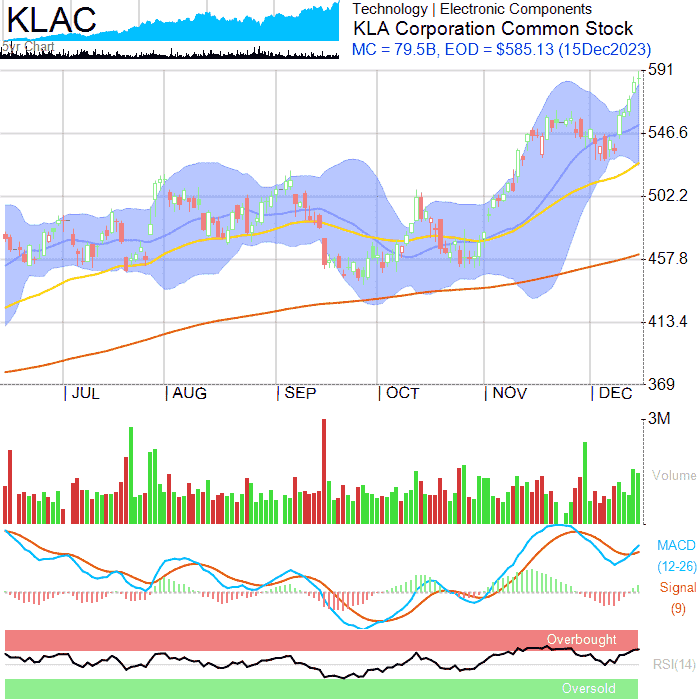 KLAC
5yr Chart
Technology | Electronic Components
KLA Corporation Common Stock
MC = 79.5B, EOD = $585.13 (15Dec2023)
591
546.6
502.2
457.8
413.4
369
JUL AUG SEP OCT NOV DEC
3M
Volume
MACD
(12-26)
Signal
(9)
Overbought
RSI(14)
Oversold